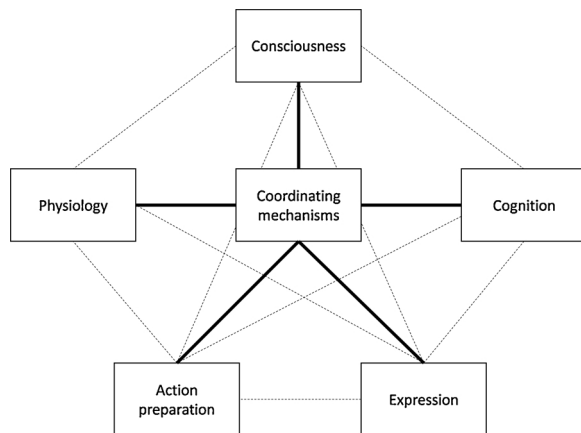 Consciousness
Physiology
Coordinating
mechanisms
Cognition
Action
preparation
Expression